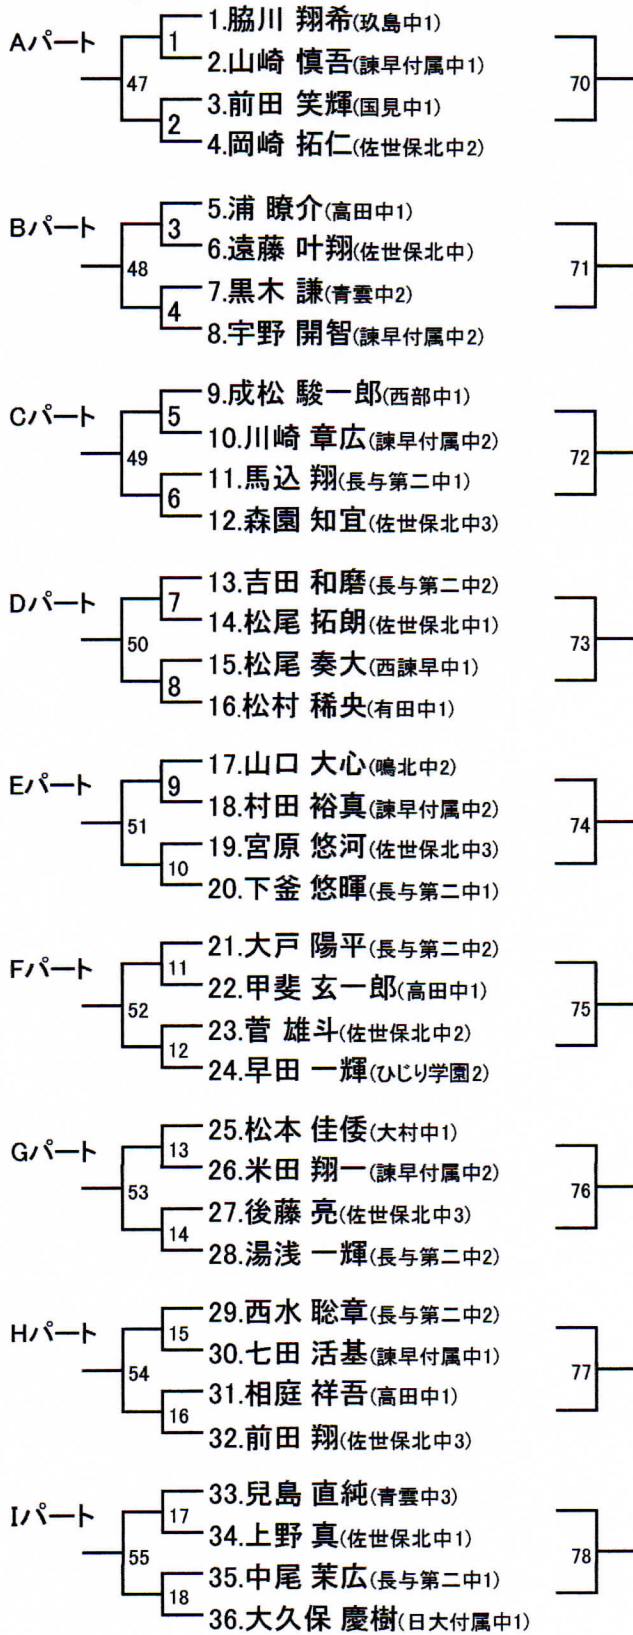 Aパート
1.脇川 翔希(玖島中1)
1
2.山崎 慎吾(諫早付属中1)
47
70
3.前田 笑輝(国見中1)
2
4.岡崎 拓仁(佐世保北中2)
Bパート
5.浦 瞭介(高田中1)
3
6.遠藤 叶翔(佐世保北中)
48
71
7.黒木 謙(青雲中2)
4
8.宇野 開智(諫早付属中2)
Cパート
9.成松 駿一郎(西部中1)
5
10.川崎 章広(諫早付属中2)
49
72
11.馬込 翔(長与第二中1)
6
12.森園 知宜(佐世保北中3)
Dパート
13.吉田 和磨(長与第二中2)
7
14.松尾 拓朗(佐世保北中1)
50
73
15.松尾 奏大(西諫早中1)
8
16.松村 稀央(有田中1)
Eパート
17.山口 大心(鳴北中2)
9
18.村田 裕真(諫早付属中2)
51
74
19.宮原 悠河(佐世保北中3)
10
20.下釜 悠暉(長与第二中1)
Fパート
21.大戸 陽平(長与第二中2)
11
22.甲斐 玄一郎(高田中1)
52
75
23.菅 雄斗(佐世保北中2)
12
24.早田 一輝(ひじり学園2)
Gパート
25.松本 佳倭(大村中1)
13
26.米田 翔一(諫早付属中2)
53
76
27.後藤 亮(佐世保北中3)
14
28.湯浅 一輝(長与第二中2)
Hパート
29.西水 聡章(長与第二中2)
15
30.七田 活基(諫早付属中1)
54
77
31.相庭 祥吾(高田中1)
16
32.前田 翔(佐世保北中3)
Iパート
33.兒島 直純(青雲中3)
17
34.上野 真(佐世保北中1)
55
78
35.中尾 茉広(長与第二中1)
18
36.大久保 慶樹(日大付属中1)